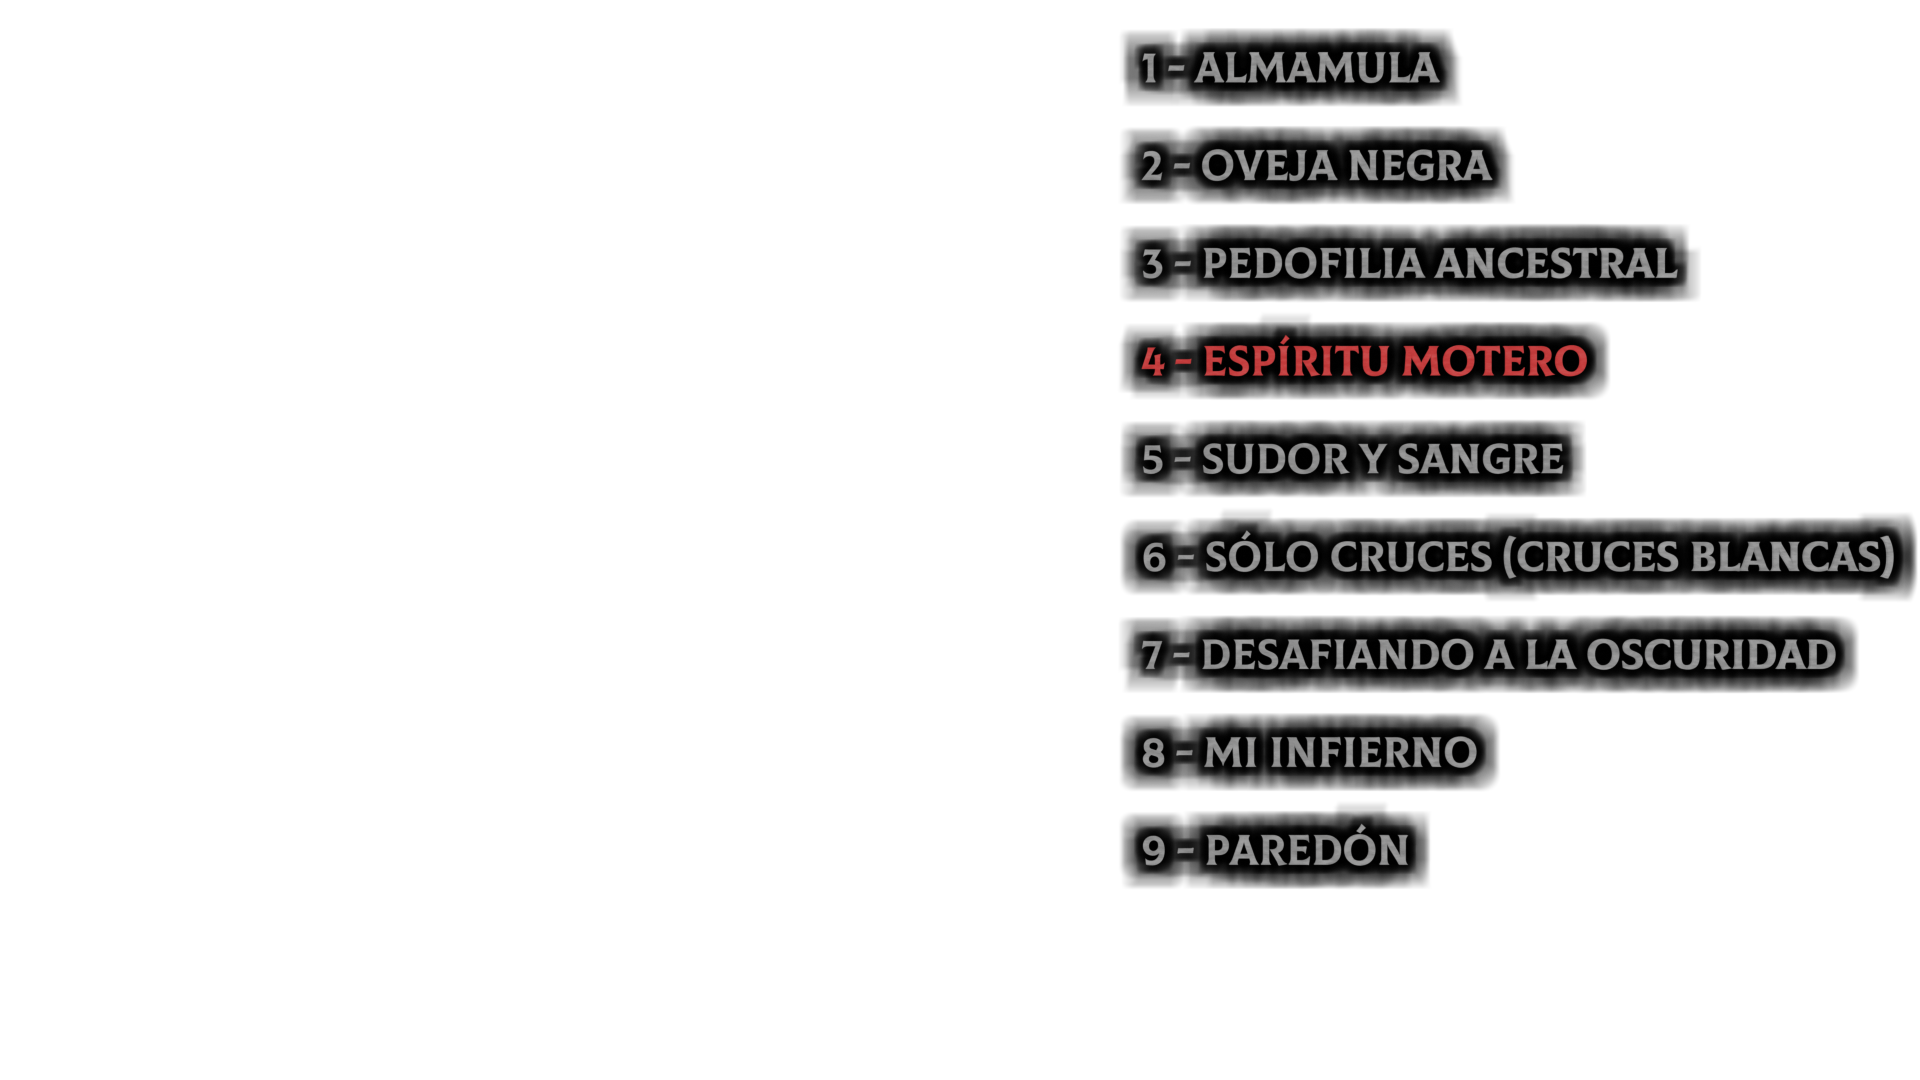 1 - ALMAMULA
2 - OVEJA NEGRA
3 - PEDOFILIA ANCESTRAL
4 - ESPÍRITU MOTERO
5 - SUDOR Y SANGRE
6 - SÓLO CRUCES (CRUCES BLANCAS)
7 - DESAFIANDO A LA OSCURIDAD
8 - MI INFIERNO
9 - PAREDÓN